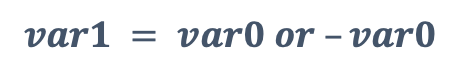 var1 = var0 or – var0